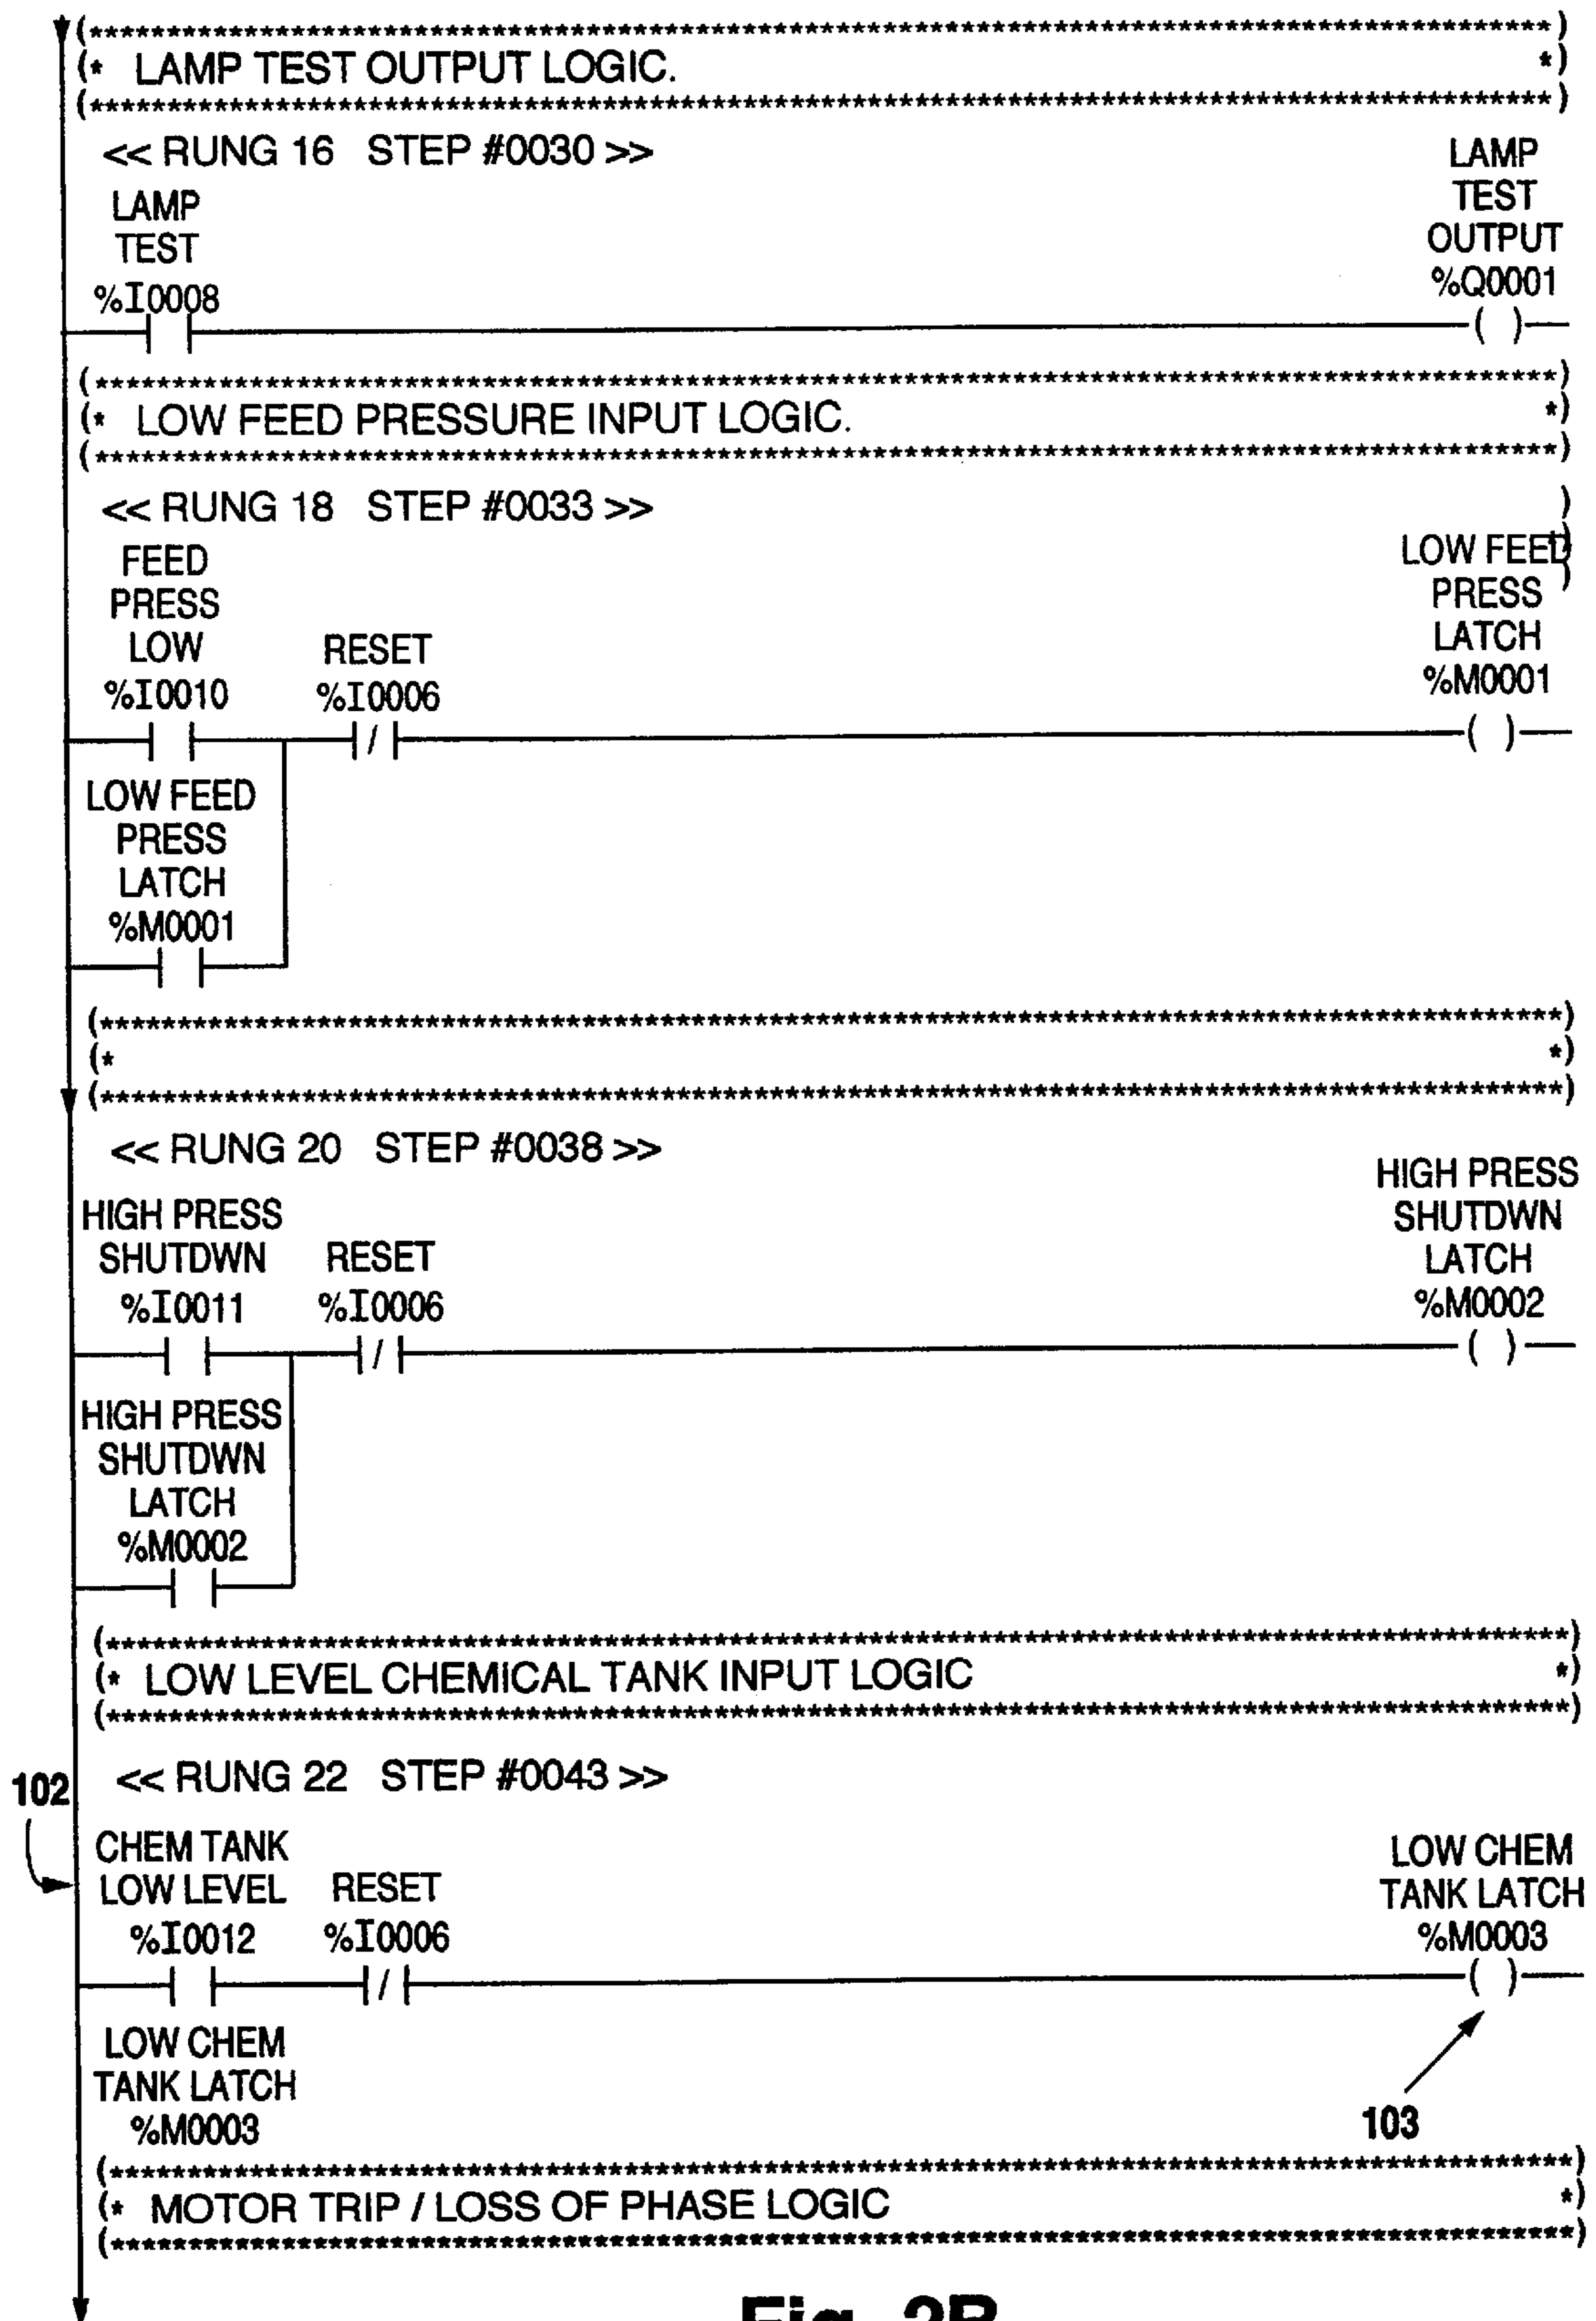 (**********************************************************************************************)
(* LAMP TEST OUTPUT LOGIC. *)
(**********************************************************************************************)
<< RUNG 16 STEP #0030 >>
LAMP
TEST
%I0008
LAMP
TEST
OUTPUT
%Q0001
( )
(**********************************************************************************************)
(* LOW FEED PRESSURE INPUT LOGIC. *)
(**********************************************************************************************)
<< RUNG 18 STEP #0033 >>
FEED
PRESS
LOW
%I0010
RESET
%I0006
/
LOW FEED
PRESS
LATCH
%M0001
( )
LOW FEED
PRESS
LATCH
%M0001
(**********************************************************************************************)
(* *)
(**********************************************************************************************)
<< RUNG 20 STEP #0038 >>
HIGH PRESS
SHUTDWN
%I0011
RESET
%I0006
/
HIGH PRESS
SHUTDWN
LATCH
%M0002
( )
HIGH PRESS
SHUTDWN
LATCH
%M0002
(**********************************************************************************************)
(* LOW LEVEL CHEMICAL TANK INPUT LOGIC *)
(**********************************************************************************************)
102
<< RUNG 22 STEP #0043 >>
CHEM TANK
LOW LEVEL
%I0012
RESET
%I0006
/
LOW CHEM
TANK LATCH
%M0003
( )
103
LOW CHEM
TANK LATCH
%M0003
(**********************************************************************************************)
(* MOTOR TRIP / LOSS OF PHASE LOGIC *)
(**********************************************************************************************)
Fig. 2B